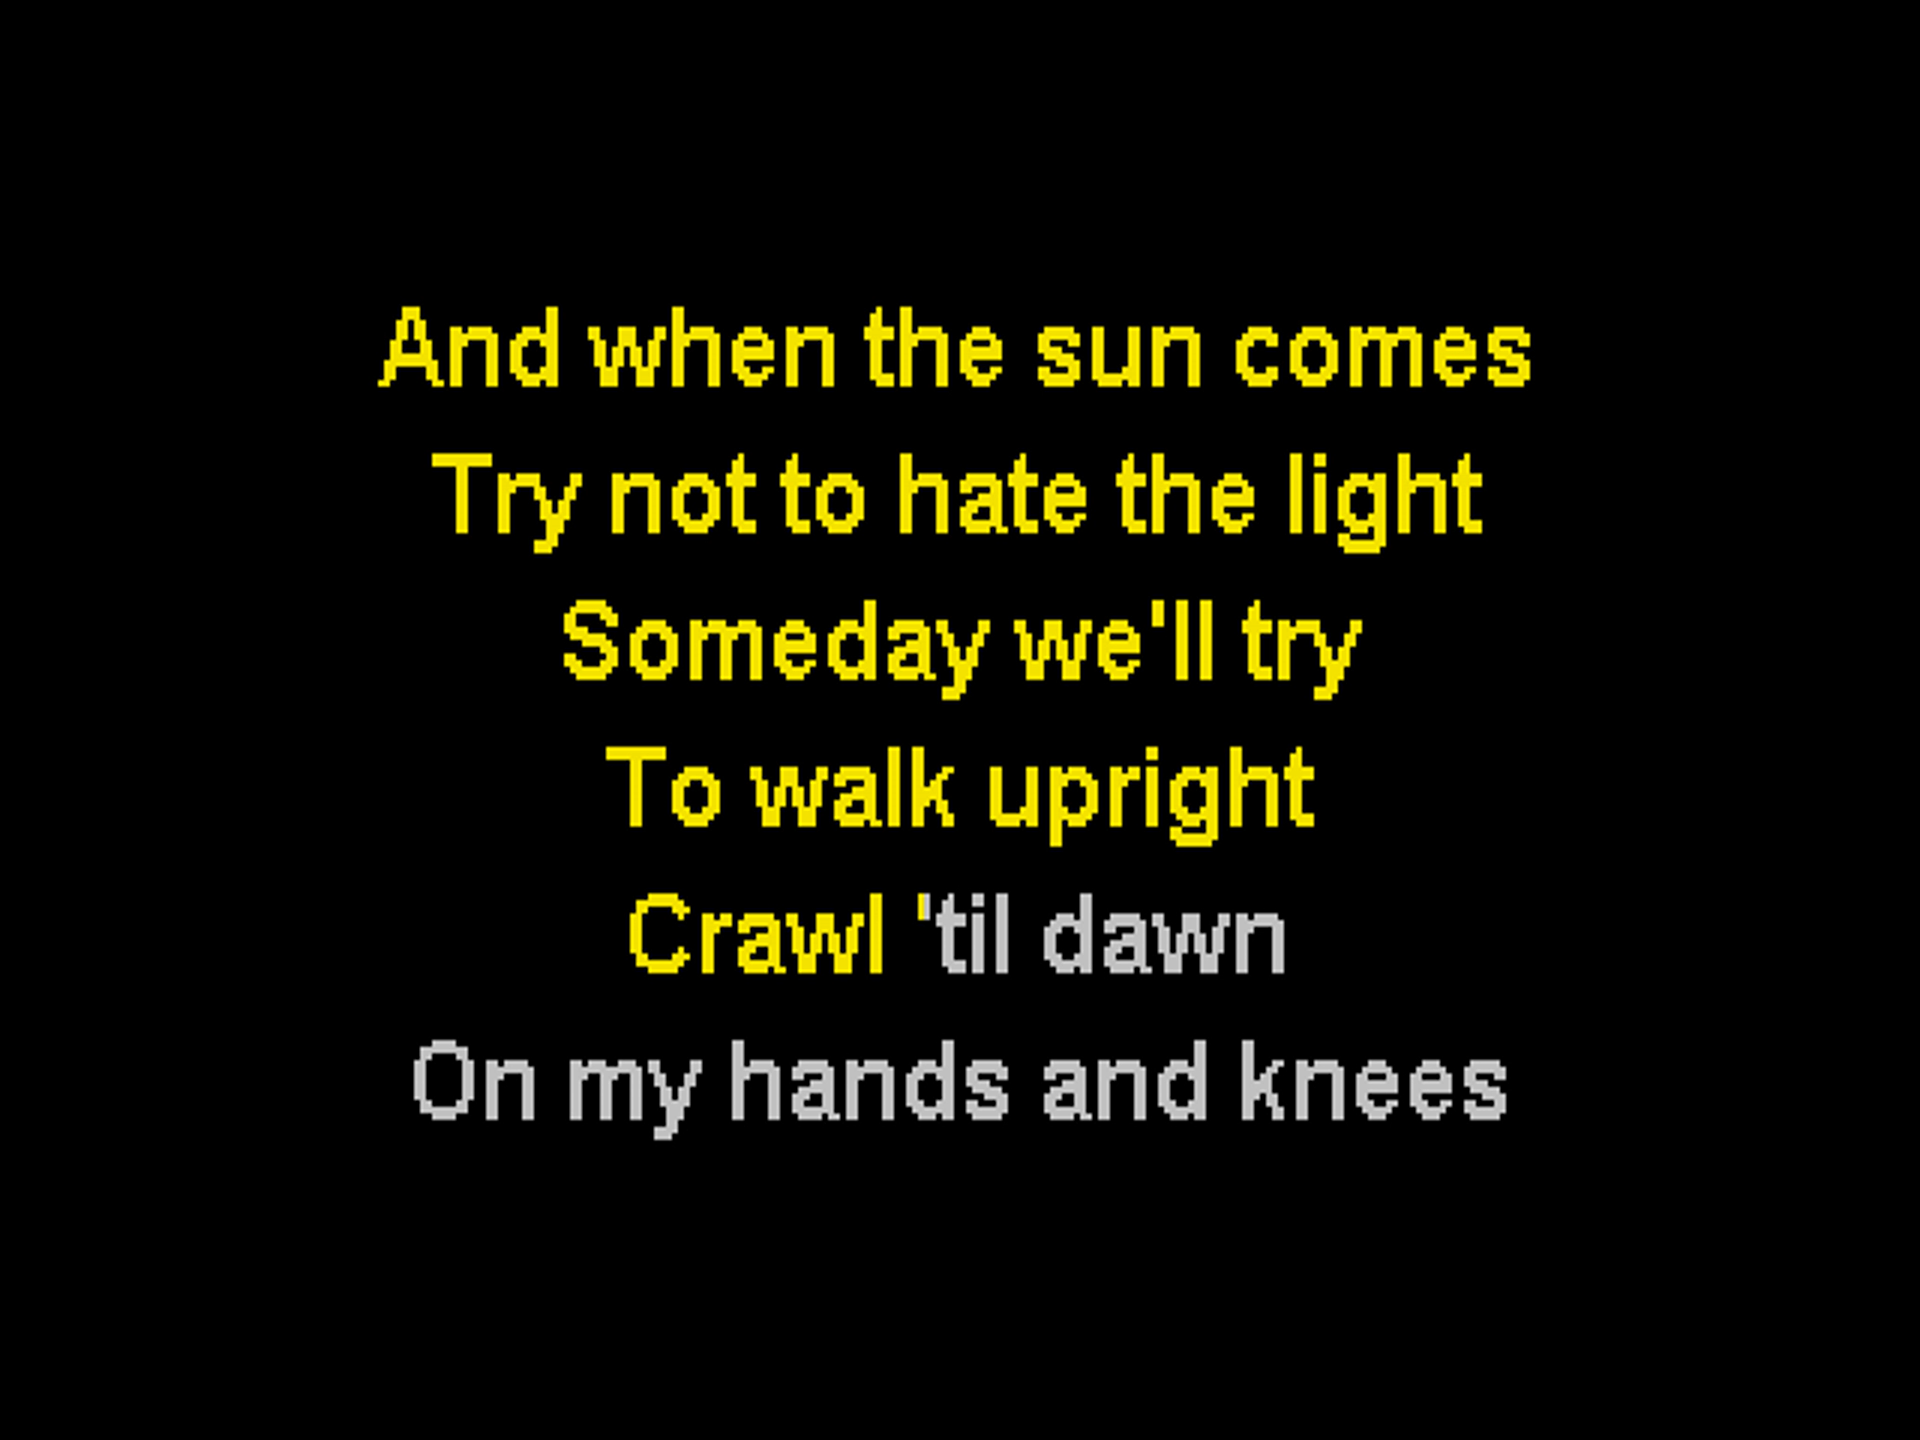 And when the sun comes
Try not to hate the light
Someday we'll try
To walk upright
Crawl 'til dawn
On my hands and knees